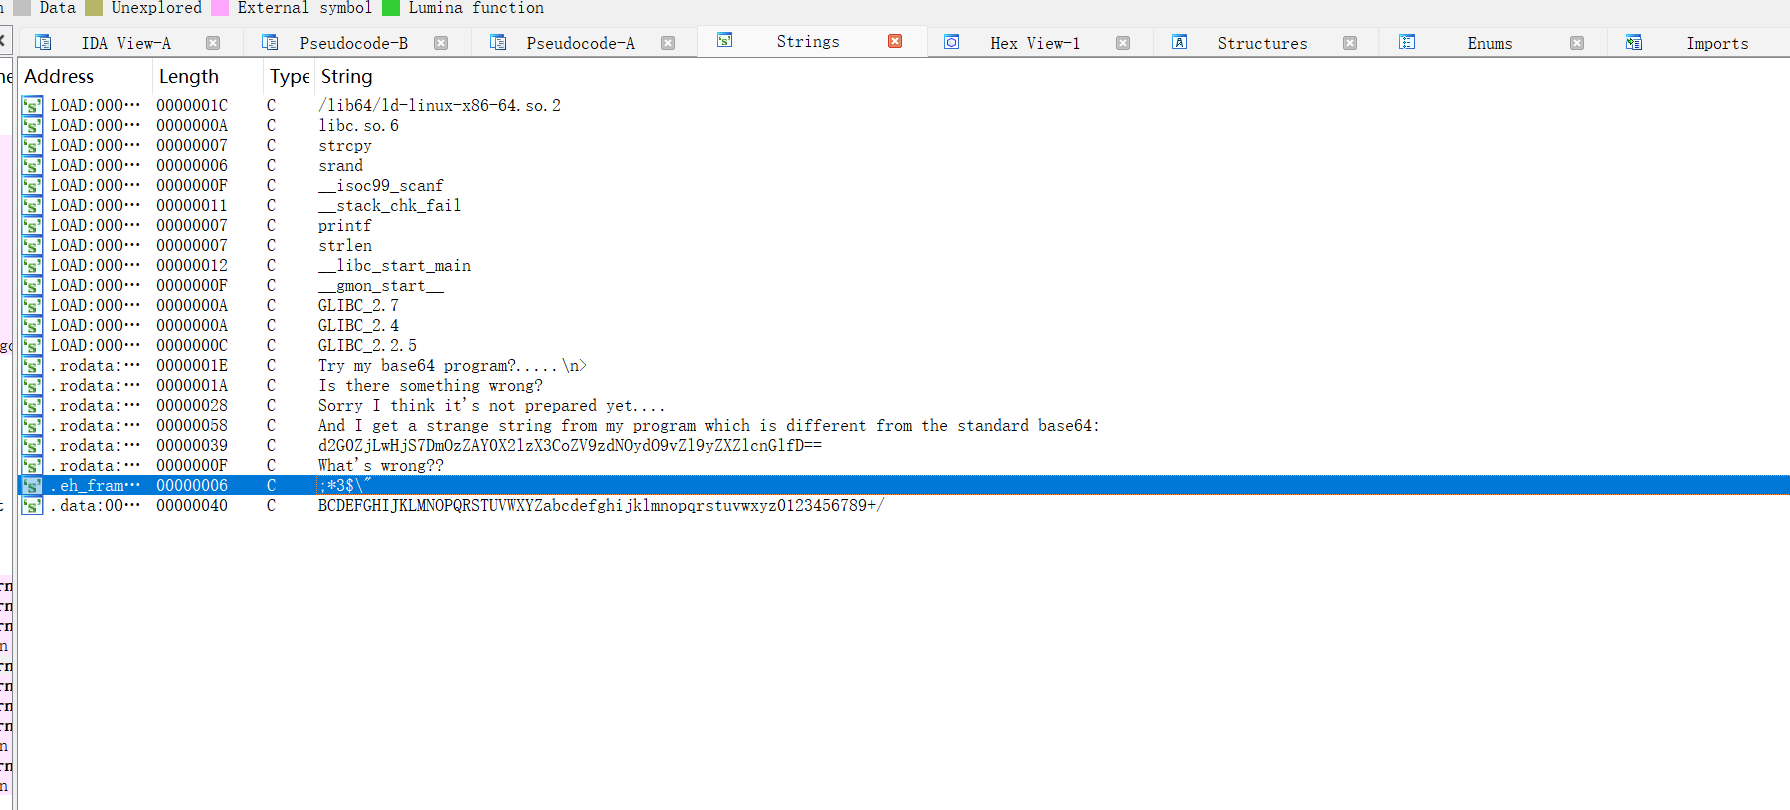 Data Unexplored External symbol Lumina function
IDA View-A Pseudocode-B Pseudocode-A Strings Hex View-1 Structures Enums Imports
Address Length Type String
LOAD:000… 0000001C C /lib64/ld-linux-x86-64.so.2
LOAD:000… 0000000A C libc.so.6
LOAD:000… 00000007 C strcpy
LOAD:000… 00000006 C srand
LOAD:000… 0000000F C __isoc99_scanf
LOAD:000… 00000011 C __stack_chk_fail
LOAD:000… 00000007 C printf
LOAD:000… 00000007 C strlen
LOAD:000… 00000012 C __libc_start_main
LOAD:000… 0000000F C __gmon_start__
LOAD:000… 0000000A C GLIBC_2.7
LOAD:000… 0000000A C GLIBC_2.4
LOAD:000… 0000000C C GLIBC_2.2.5
.rodata:… 0000001E C Try my base64 program?.....\n>
.rodata:… 0000001A C Is there something wrong?
.rodata:… 00000028 C Sorry I think it's not prepared yet....
.rodata:… 00000058 C And I get a strange string from my program which is different from the standard base64:
.rodata:… 00000039 C d2G0ZjLwHjS7DmOzZAY0X2lzX3CoZV9zdNOydO9vZl9yZXZlcnGlfD==
.rodata:… 0000000F C What's wrong??
.eh_fram… 00000006 C ;*3$\"
.data:00… 00000040 C BCDEFGHIJKLMNOPQRSTUVWXYZabcdefghijklmnopqrstuvwxyz0123456789+/